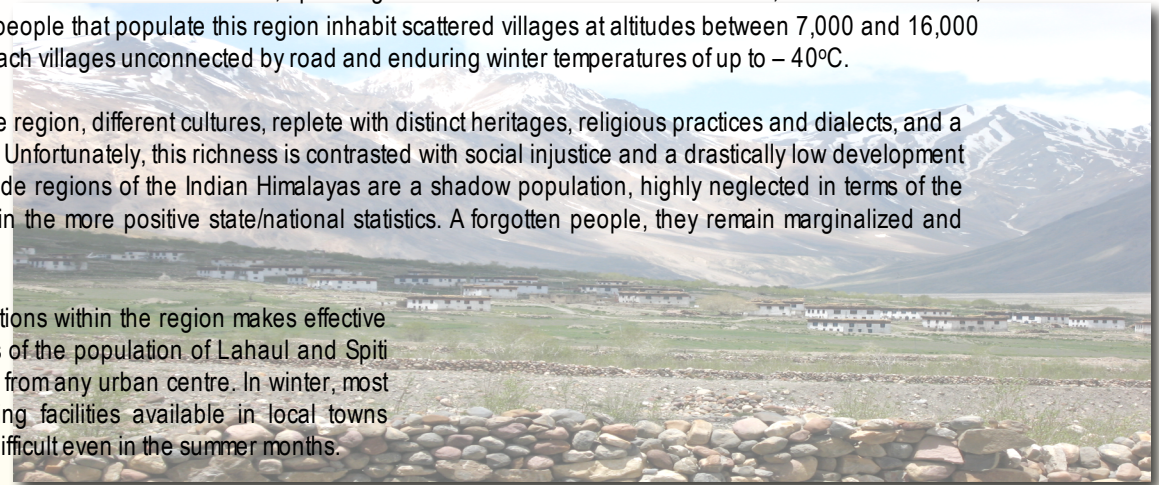 people that populate this region inhabit scattered villages at altitudes between 7,000 and 16,000
ach villages unconnected by road and enduring winter temperatures of up to – 40ºC.
e region, different cultures, replete with distinct heritages, religious practices and dialects, and a
Unfortunately, this richness is contrasted with social injustice and a drastically low development
de regions of the Indian Himalayas are a shadow population, highly neglected in terms of the
in the more positive state/national statistics. A forgotten people, they remain marginalized and
tions within the region makes effective
s of the population of Lahaul and Spiti
from any urban centre. In winter, most
ng facilities available in local towns
ifficult even in the summer months.